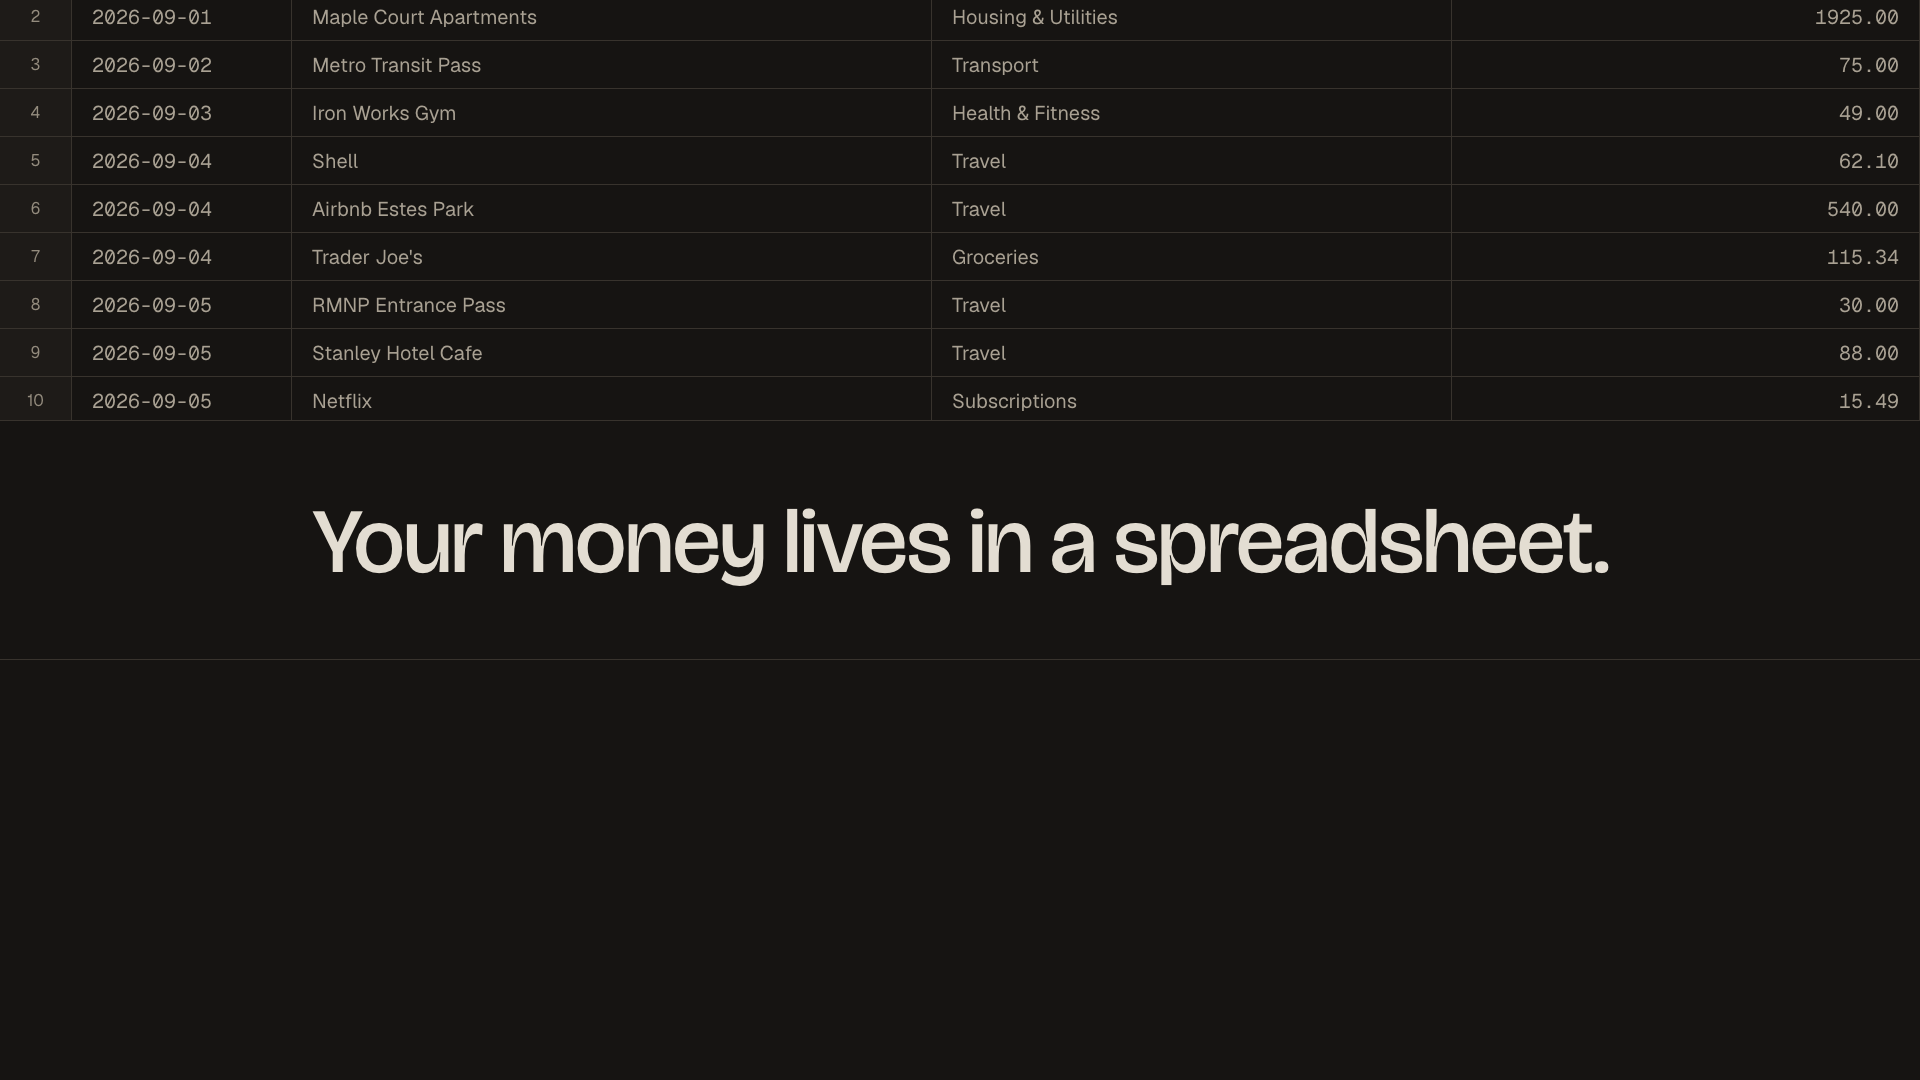 2 2026-09-01 Maple Court Apartments Housing & Utilities 1925.00
3 2026-09-02 Metro Transit Pass Transport 75.00
4 2026-09-03 Iron Works Gym Health & Fitness 49.00
5 2026-09-04 Shell Travel 62.10
6 2026-09-04 Airbnb Estes Park Travel 540.00
7 2026-09-04 Trader Joe's Groceries 115.34
8 2026-09-05 RMNP Entrance Pass Travel 30.00
9 2026-09-05 Stanley Hotel Cafe Travel 88.00
10 2026-09-05 Netflix Subscriptions 15.49
Your money lives in a spreadsheet.